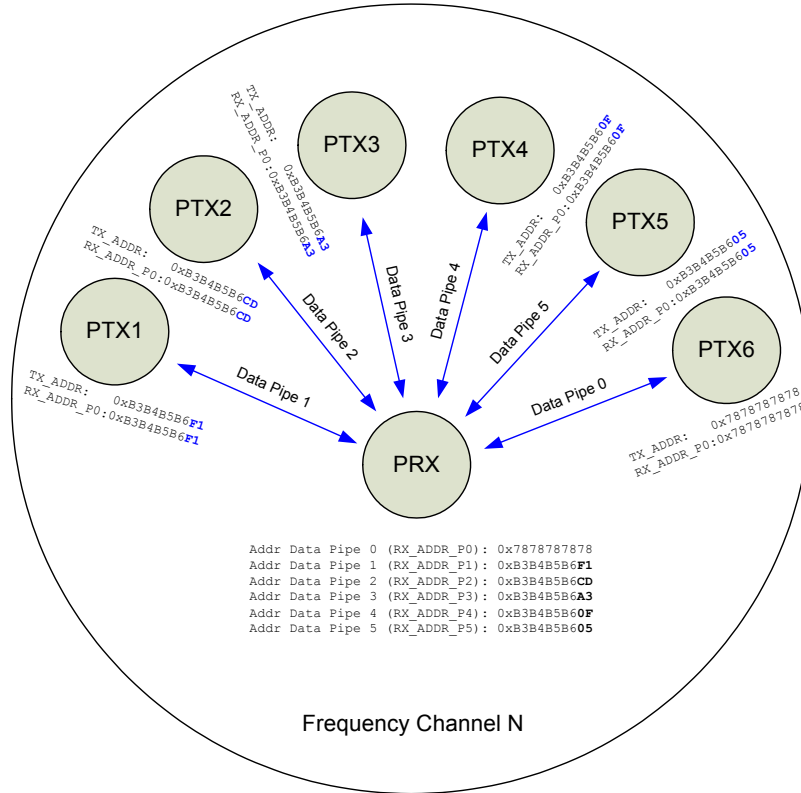 PTX3
PTX4
PTX2
PTX5
PTX1
PTX6
PRX
TX_ADDR: 0xB3B4B5B6F1
RX_ADDR_P0:0xB3B4B5B6F1
TX_ADDR: 0xB3B4B5B6CD
RX_ADDR_P0:0xB3B4B5B6CD
TX_ADDR: 0xB3B4B5B6A3
RX_ADDR_P0:0xB3B4B5B6A3
TX_ADDR: 0xB3B4B5B60F
RX_ADDR_P0:0xB3B4B5B60F
TX_ADDR: 0xB3B4B5B605
RX_ADDR_P0:0xB3B4B5B605
TX_ADDR: 0x7878787878
RX_ADDR_P0:0x7878787878
Data Pipe 1
Data Pipe 2
Data Pipe 3
Data Pipe 4
Data Pipe 5
Data Pipe 0
Addr Data Pipe 0 (RX_ADDR_P0): 0x7878787878
Addr Data Pipe 1 (RX_ADDR_P1): 0xB3B4B5B6F1
Addr Data Pipe 2 (RX_ADDR_P2): 0xB3B4B5B6CD
Addr Data Pipe 3 (RX_ADDR_P3): 0xB3B4B5B6A3
Addr Data Pipe 4 (RX_ADDR_P4): 0xB3B4B5B60F
Addr Data Pipe 5 (RX_ADDR_P5): 0xB3B4B5B605
Frequency Channel N